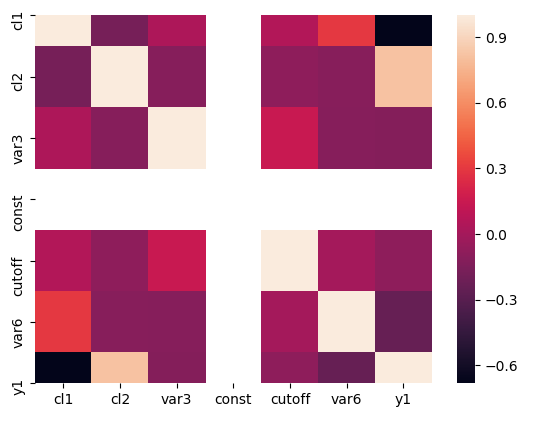 cl1
cl2
var3
const
cutoff
var6
y1
cl1 cl2 var3 const cutoff var6 y1
0.9
0.6
0.3
0.0
−0.3
−0.6